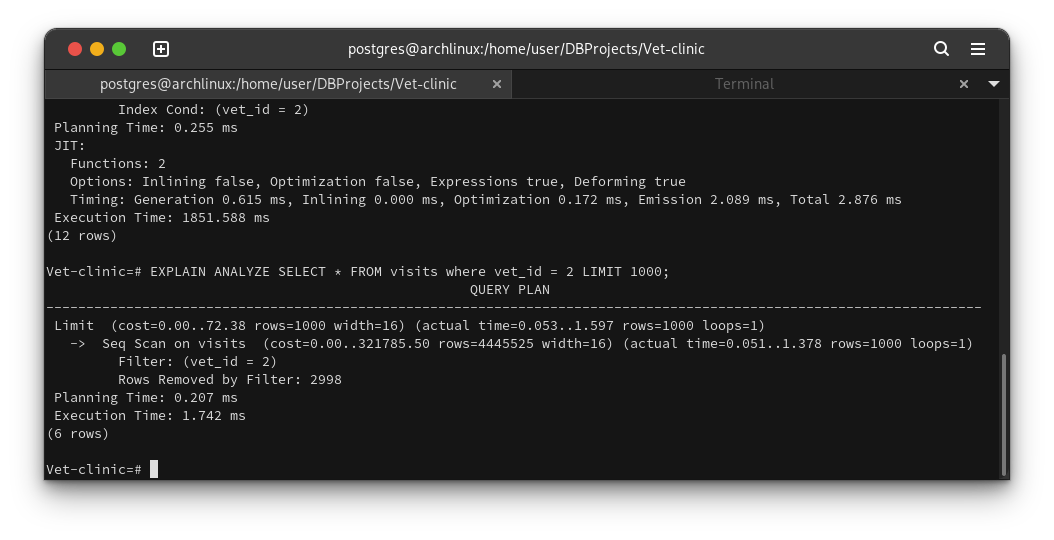 postgres@archlinux:/home/user/DBProjects/Vet-clinic
postgres@archlinux:/home/user/DBProjects/Vet-clinic
Terminal
Index Cond: (vet_id = 2)
Planning Time: 0.255 ms
JIT:
Functions: 2
Options: Inlining false, Optimization false, Expressions true, Deforming true
Timing: Generation 0.615 ms, Inlining 0.000 ms, Optimization 0.172 ms, Emission 2.089 ms, Total 2.876 ms
Execution Time: 1851.588 ms
(12 rows)
Vet-clinic=# EXPLAIN ANALYZE SELECT * FROM visits where vet_id = 2 LIMIT 1000;
QUERY PLAN
---------------------------------------------------------------------------------------------------------------------
Limit  (cost=0.00..72.38 rows=1000 width=16) (actual time=0.053..1.597 rows=1000 loops=1)
->  Seq Scan on visits  (cost=0.00..321785.50 rows=4445525 width=16) (actual time=0.051..1.378 rows=1000 loops=1)
Filter: (vet_id = 2)
Rows Removed by Filter: 2998
Planning Time: 0.207 ms
Execution Time: 1.742 ms
(6 rows)
Vet-clinic=#